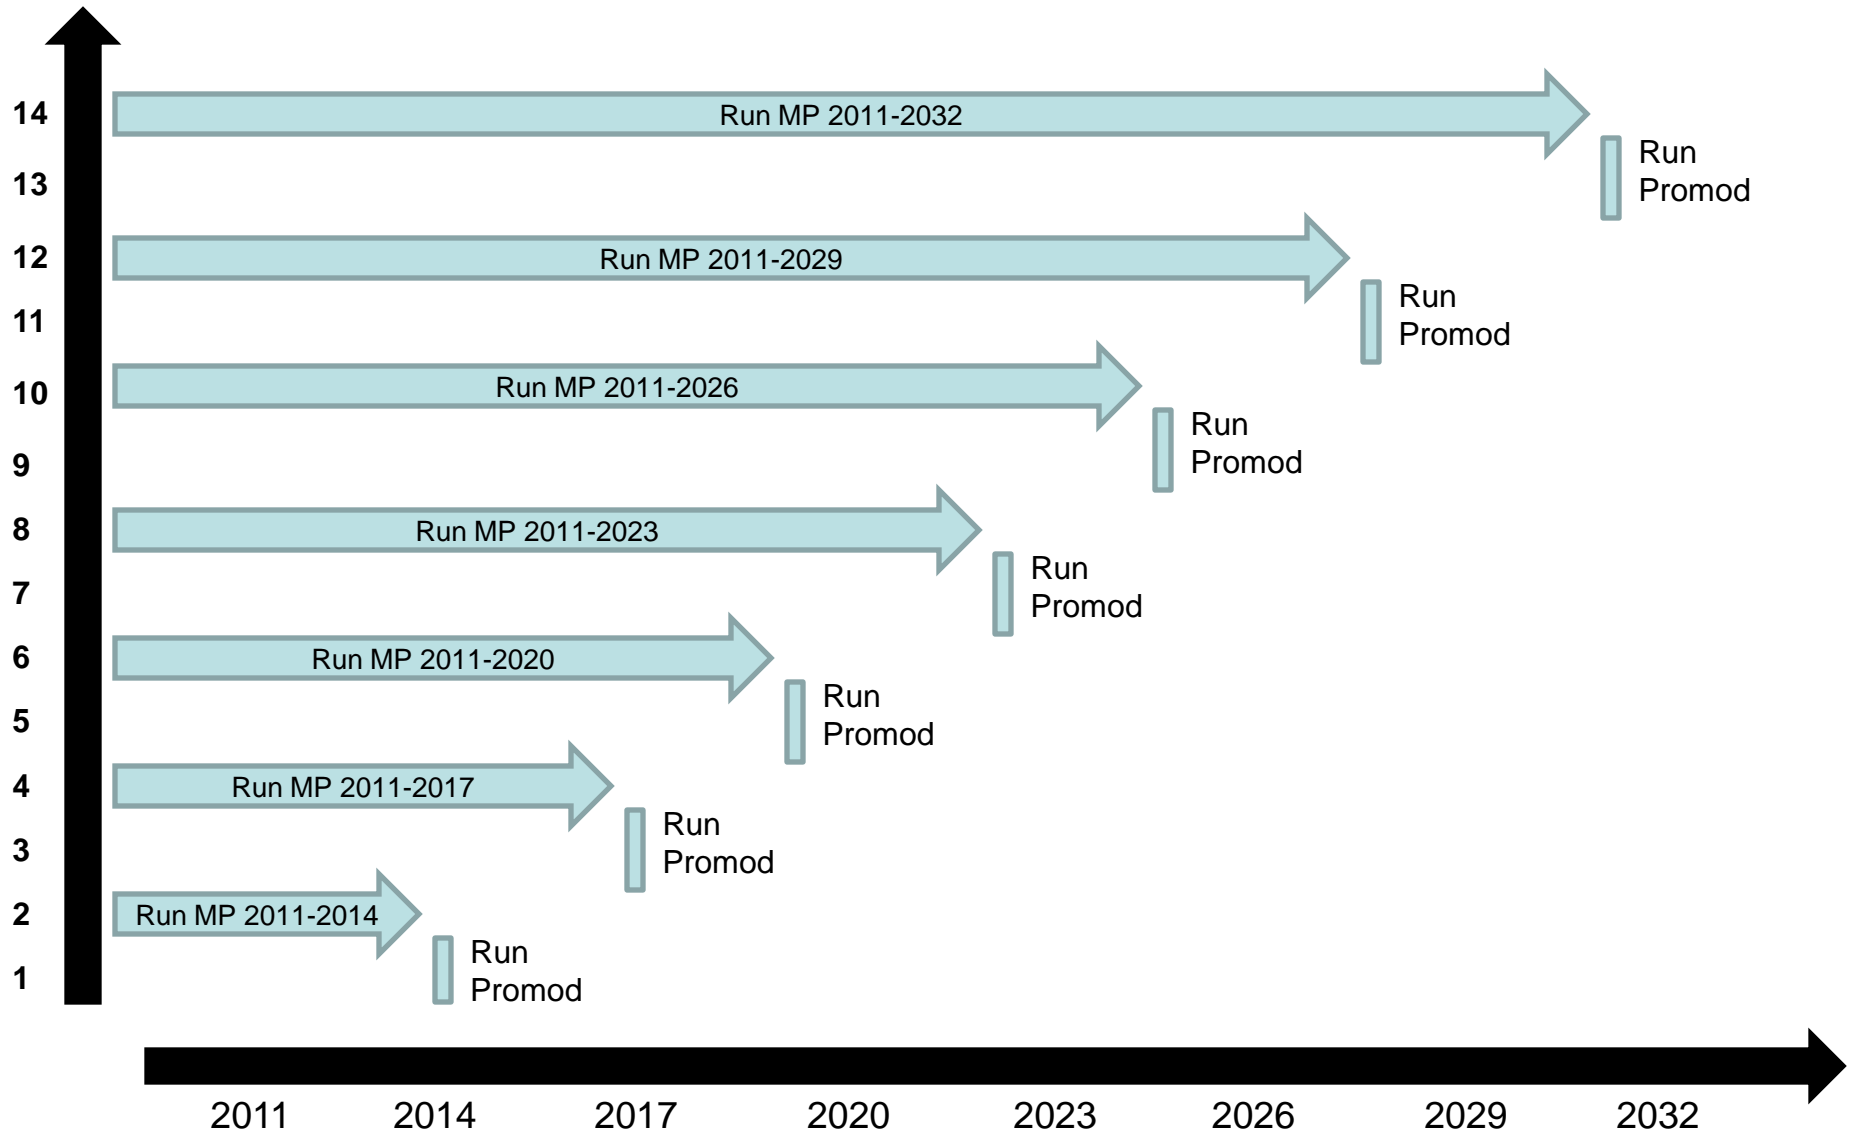 14
Run MP 2011-2032
Run
Promod
13
12
Run MP 2011-2029
Run
Promod
11
10
Run MP 2011-2026
Run
Promod
9
8
Run MP 2011-2023
Run
Promod
7
6
Run MP 2011-2020
Run
Promod
5
4
Run MP 2011-2017
Run
Promod
3
2
Run MP 2011-2014
Run
Promod
1
2011 2014 2017 2020 2023 2026 2029 2032